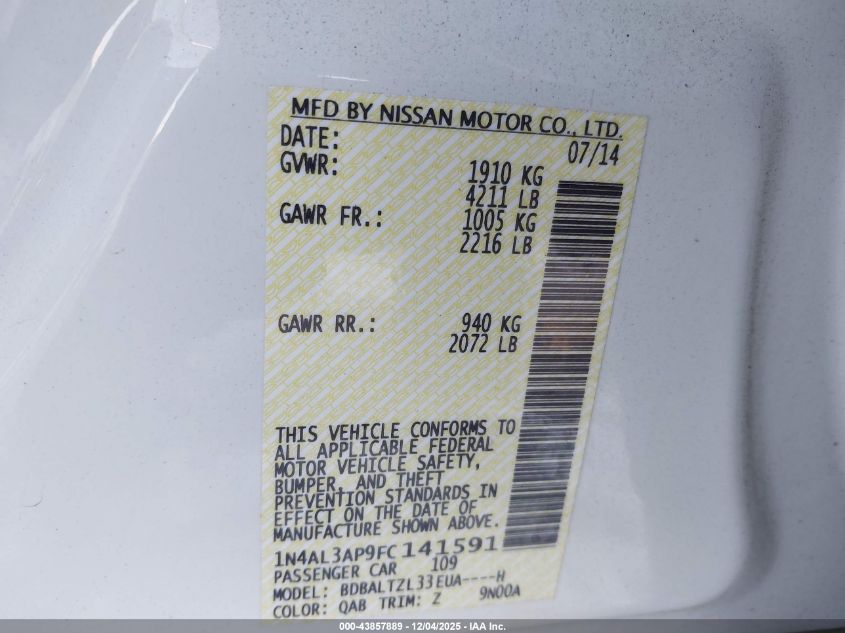 MFD BY NISSAN MOTOR CO., LTD.
DATE: 07/14
GVWR: 1910 KG
4211 LB
GAWR FR.: 1005 KG
2216 LB
GAWR RR.: 940 KG
2072 LB
THIS VEHICLE CONFORMS TO
ALL APPLICABLE FEDERAL
MOTOR VEHICLE SAFETY,
BUMPER, AND THEFT
PREVENTION STANDARDS IN
EFFECT ON THE DATE OF
MANUFACTURE SHOWN ABOVE.
1N4AL3AP9FC141591
PASSENGER CAR 109
MODEL: BDBALTZL33EUA----H
COLOR: QAB TRIM: Z 9N00A
000-43857889 - 12/04/2025 - IAA Inc.